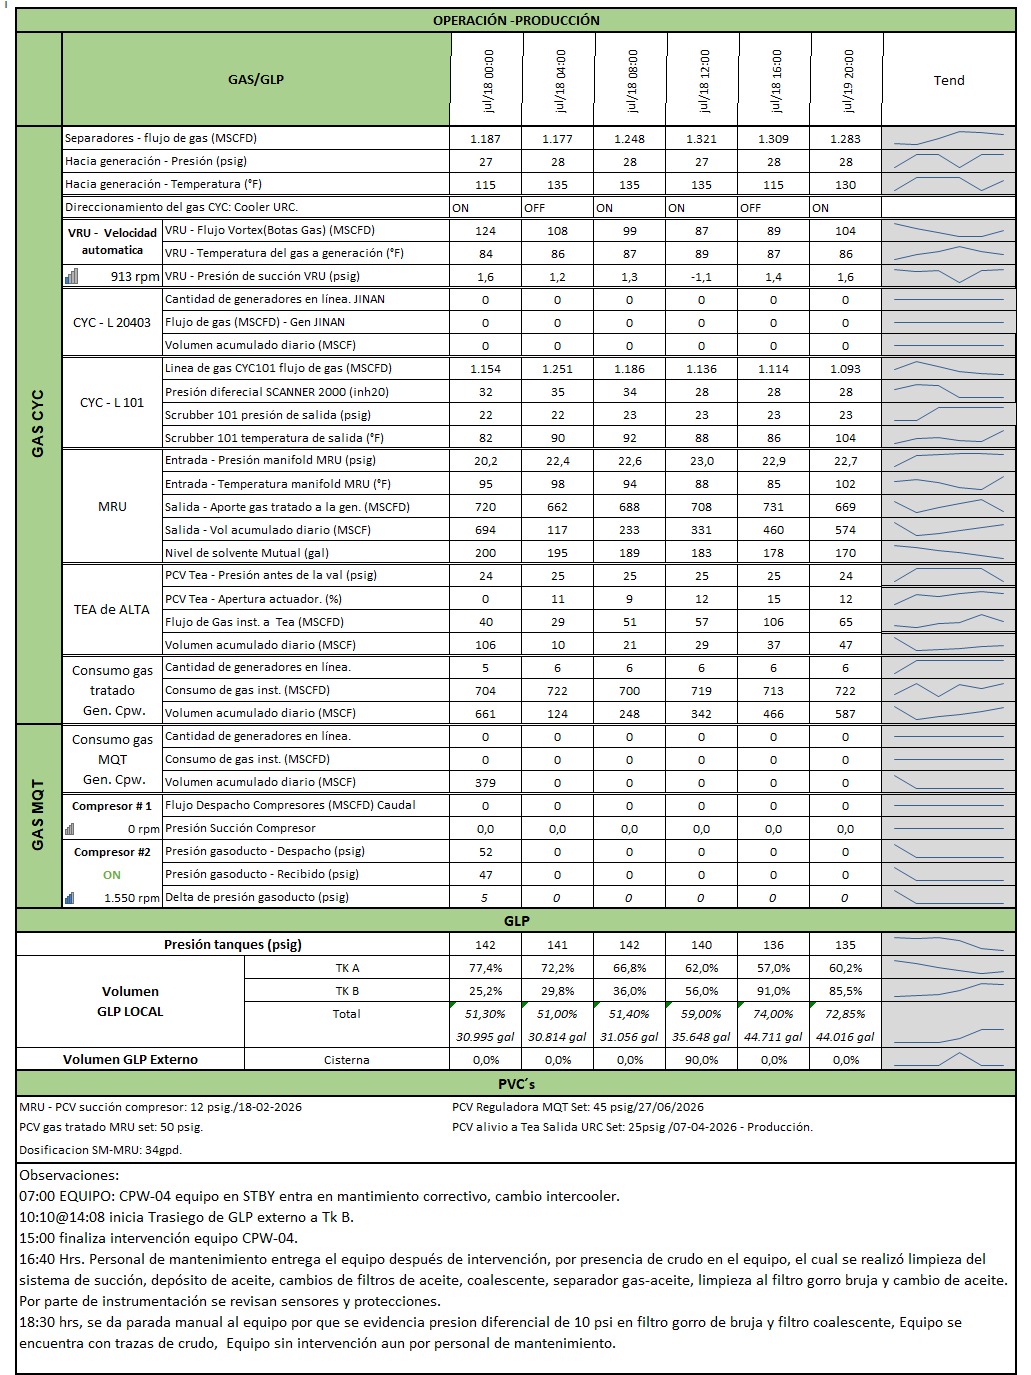 OPERACIÓN -PRODUCCIÓN
GAS/GLP jul/18 00:00 jul/18 04:00 jul/18 08:00 jul/18 12:00 jul/18 16:00 jul/19 20:00 Tend
GAS CYC
Separadores - flujo de gas (MSCFD) 1.187 1.177 1.248 1.321 1.309 1.283
Hacia generación - Presión (psig) 27 28 28 27 28 28
Hacia generación - Temperatura (°F) 115 135 135 135 115 130
Direccionamiento del gas CYC: Cooler URC. ON OFF ON ON OFF ON
VRU - Velocidad automatica
913 rpm
VRU - Flujo Vortex(Botas Gas) (MSCFD) 124 108 99 87 89 104
VRU - Temperatura del gas a generación (°F) 84 86 87 89 87 86
VRU - Presión de succión VRU (psig) 1,6 1,2 1,3 -1,1 1,4 1,6
CYC - L 20403
Cantidad de generadores en línea. JINAN 0 0 0 0 0 0
Flujo de gas (MSCFD) - Gen JINAN 0 0 0 0 0 0
Volumen acumulado diario (MSCF) 0 0 0 0 0 0
CYC - L 101
Linea de gas CYC101 flujo de gas (MSCFD) 1.154 1.251 1.186 1.136 1.114 1.093
Presión diferecial SCANNER 2000 (inh20) 32 35 34 28 28 28
Scrubber 101 presión de salida (psig) 22 22 23 23 23 23
Scrubber 101 temperatura de salida (°F) 82 90 92 88 86 104
MRU
Entrada - Presión manifold MRU (psig) 20,2 22,4 22,6 23,0 22,9 22,7
Entrada - Temperatura manifold MRU (°F) 95 98 94 88 85 102
Salida - Aporte gas tratado a la gen. (MSCFD) 720 662 688 708 731 669
Salida - Vol acumulado diario (MSCF) 694 117 233 331 460 574
Nivel de solvente Mutual (gal) 200 195 189 183 178 170
TEA de ALTA
PCV Tea - Presión antes de la val (psig) 24 25 25 25 25 24
PCV Tea - Apertura actuador. (%) 0 11 9 12 15 12
Flujo de Gas inst. a Tea (MSCFD) 40 29 51 57 106 65
Volumen acumulado diario (MSCF) 106 10 21 29 37 47
Consumo gas tratado Gen. Cpw.
Cantidad de generadores en línea. 5 6 6 6 6 6
Consumo de gas inst. (MSCFD) 704 722 700 719 713 722
Volumen acumulado diario (MSCF) 661 124 248 342 466 587
GAS MQT
Consumo gas MQT Gen. Cpw.
Cantidad de generadores en línea. 0 0 0 0 0 0
Consumo de gas inst. (MSCFD) 0 0 0 0 0 0
Volumen acumulado diario (MSCF) 379 0 0 0 0 0
Compresor # 1
0 rpm
Flujo Despacho Compresores (MSCFD) Caudal 0 0 0 0 0 0
Presión Succión Compresor 0,0 0,0 0,0 0,0 0,0 0,0
Compresor #2
ON
1.550 rpm
Presión gasoducto - Despacho (psig) 52 0 0 0 0 0
Presión gasoducto - Recibido (psig) 47 0 0 0 0 0
Delta de presión gasoducto (psig) 5 0 0 0 0 0
GLP
Presión tanques (psig) 142 141 142 140 136 135
Volumen
GLP LOCAL
TK A 77,4% 72,2% 66,8% 62,0% 57,0% 60,2%
TK B 25,2% 29,8% 36,0% 56,0% 91,0% 85,5%
Total 51,30% 51,00% 51,40% 59,00% 74,00% 72,85%
30.995 gal 30.814 gal 31.056 gal 35.648 gal 44.711 gal 44.016 gal
Volumen GLP Externo Cisterna 0,0% 0,0% 0,0% 90,0% 0,0% 0,0%
PVC´s
MRU - PCV succión compresor: 12 psig./18-02-2026 PCV Reguladora MQT Set: 45 psig/27/06/2026
PCV gas tratado MRU set: 50 psig. PCV alivio a Tea Salida URC Set: 25psig /07-04-2026 - Producción.
Dosificacion SM-MRU: 34gpd.
Observaciones:
07:00 EQUIPO: CPW-04 equipo en STBY entra en mantimiento correctivo, cambio intercooler.
10:10@14:08 inicia Trasiego de GLP externo a Tk B.
15:00 finaliza intervención equipo CPW-04.
16:40 Hrs. Personal de mantenimiento entrega el equipo después de intervención, por presencia de crudo en el equipo, el cual se realizó limpieza del
sistema de succión, depósito de aceite, cambios de filtros de aceite, coalescente, separador gas-aceite, limpieza al filtro gorro bruja y cambio de aceite.
Por parte de instrumentación se revisan sensores y protecciones.
18:30 hrs, se da parada manual al equipo por que se evidencia presion diferencial de 10 psi en filtro gorro de bruja y filtro coalescente, Equipo se
encuentra con trazas de crudo, Equipo sin intervención aun por personal de mantenimiento.